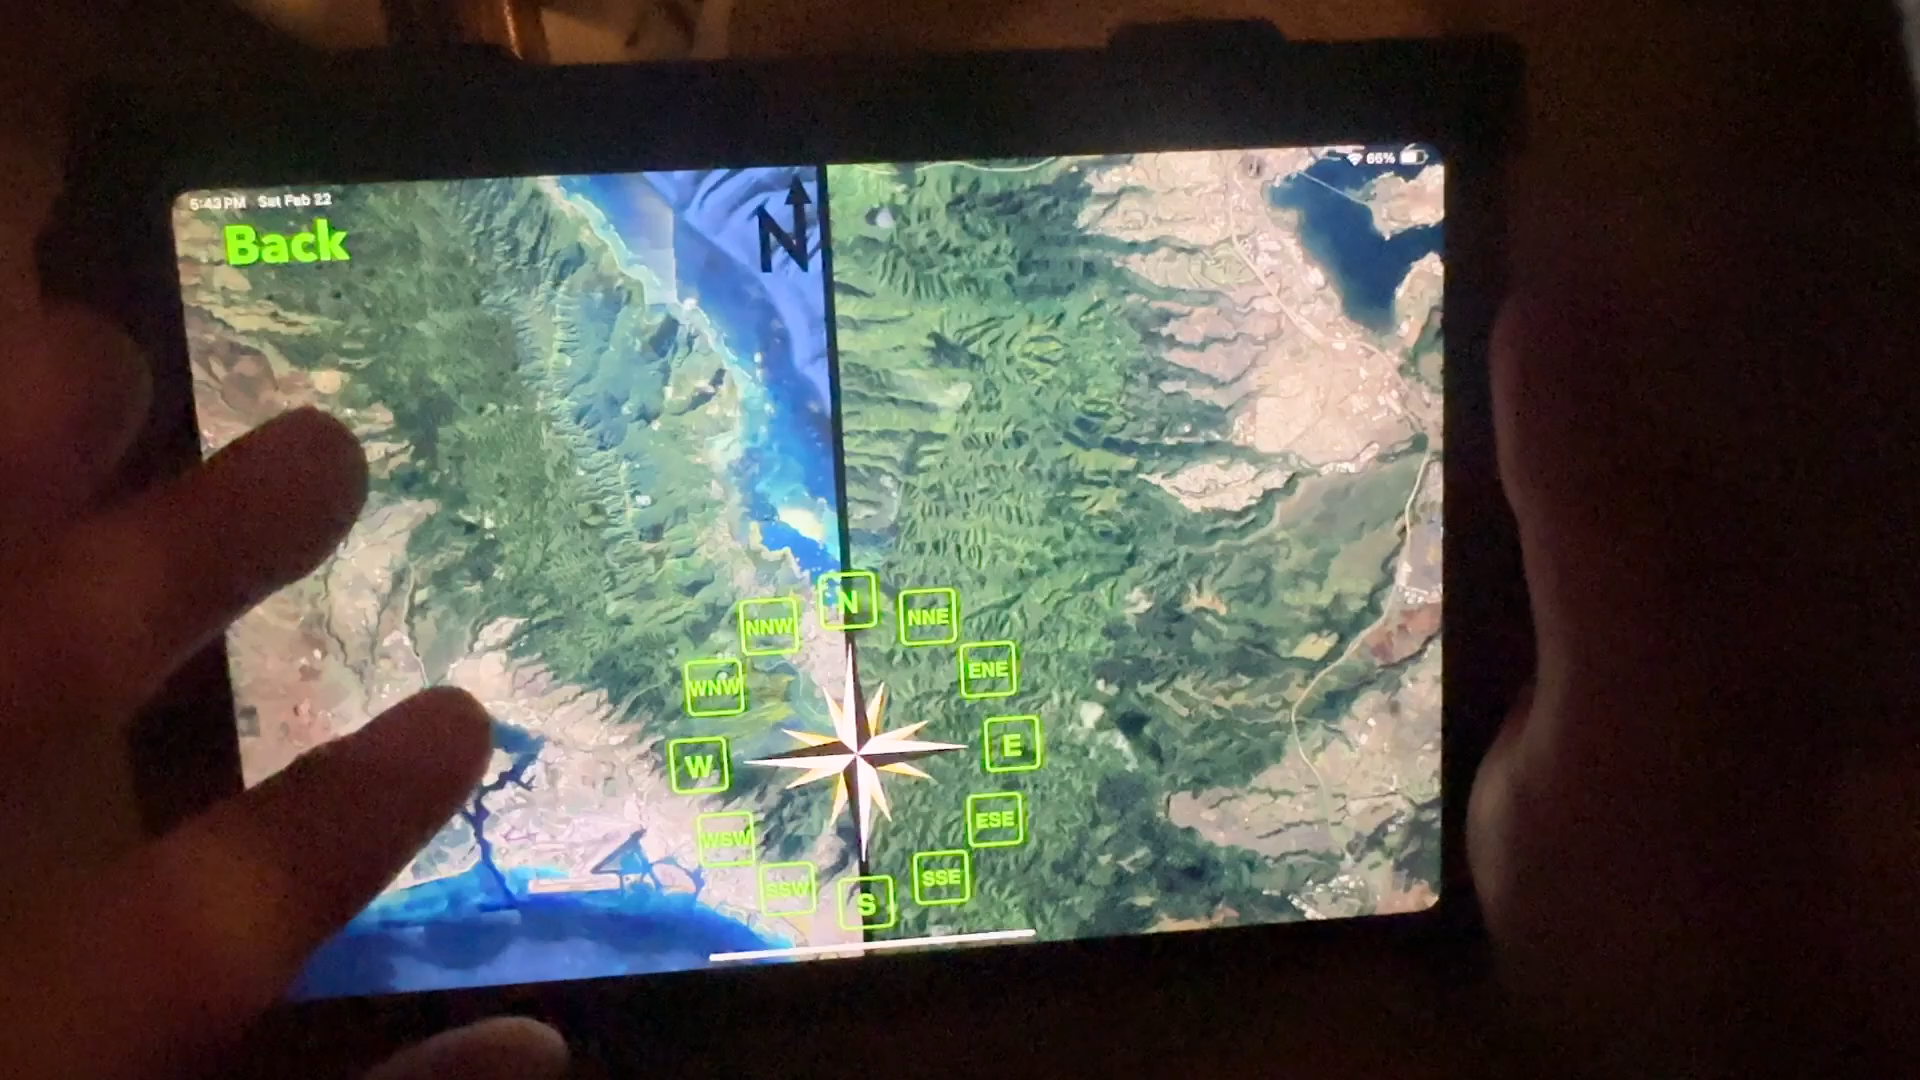 5:43 PM Sat Feb 22
66%
Back
N
N
NNW
NNE
WNW
ENE
W
E
WSW
ESE
SSW
SSE
S